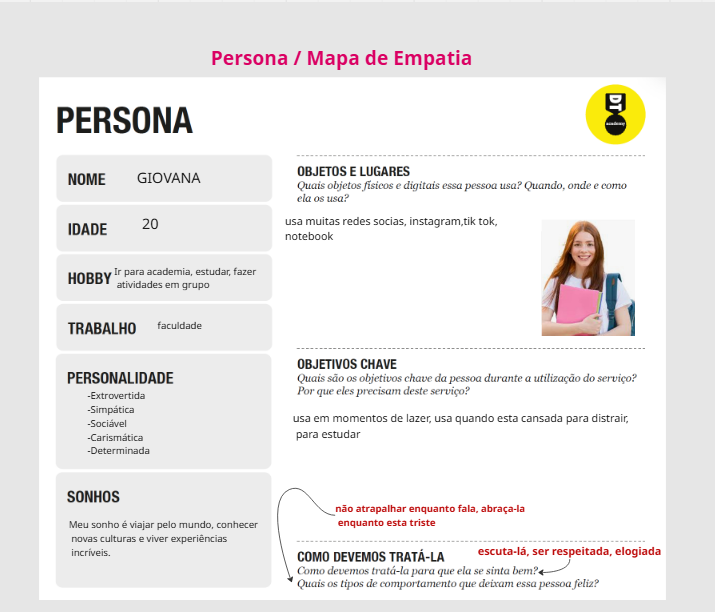 Persona / Mapa de Empatia
PERSONA
DT
academy
NOME
GIOVANA
IDADE
20
HOBBY
Ir para academia, estudar, fazer
atividades em grupo
TRABALHO
faculdade
PERSONALIDADE
-Extrovertida
-Simpática
-Sociável
-Carismática
-Determinada
SONHOS
Meu sonho é viajar pelo mundo, conhecer
novas culturas e viver experiências
incríveis.
OBJETOS E LUGARES
Quais objetos físicos e digitais essa pessoa usa? Quando, onde e como
ela os usa?
usa muitas redes socias, instagram,tik tok,
notebook
OBJETIVOS CHAVE
Quais são os objetivos chave da pessoa durante a utilização do serviço?
Por que eles precisam deste serviço?
usa em momentos de lazer, usa quando esta cansada para distrair,
para estudar
não atrapalhar enquanto fala, abraça-la
enquanto esta triste
COMO DEVEMOS TRATÁ-LA
escuta-lá, ser respeitada, elogiada
Como devemos tratá-la para que ela se sinta bem?
Quais os tipos de comportamento que deixam essa pessoa feliz?